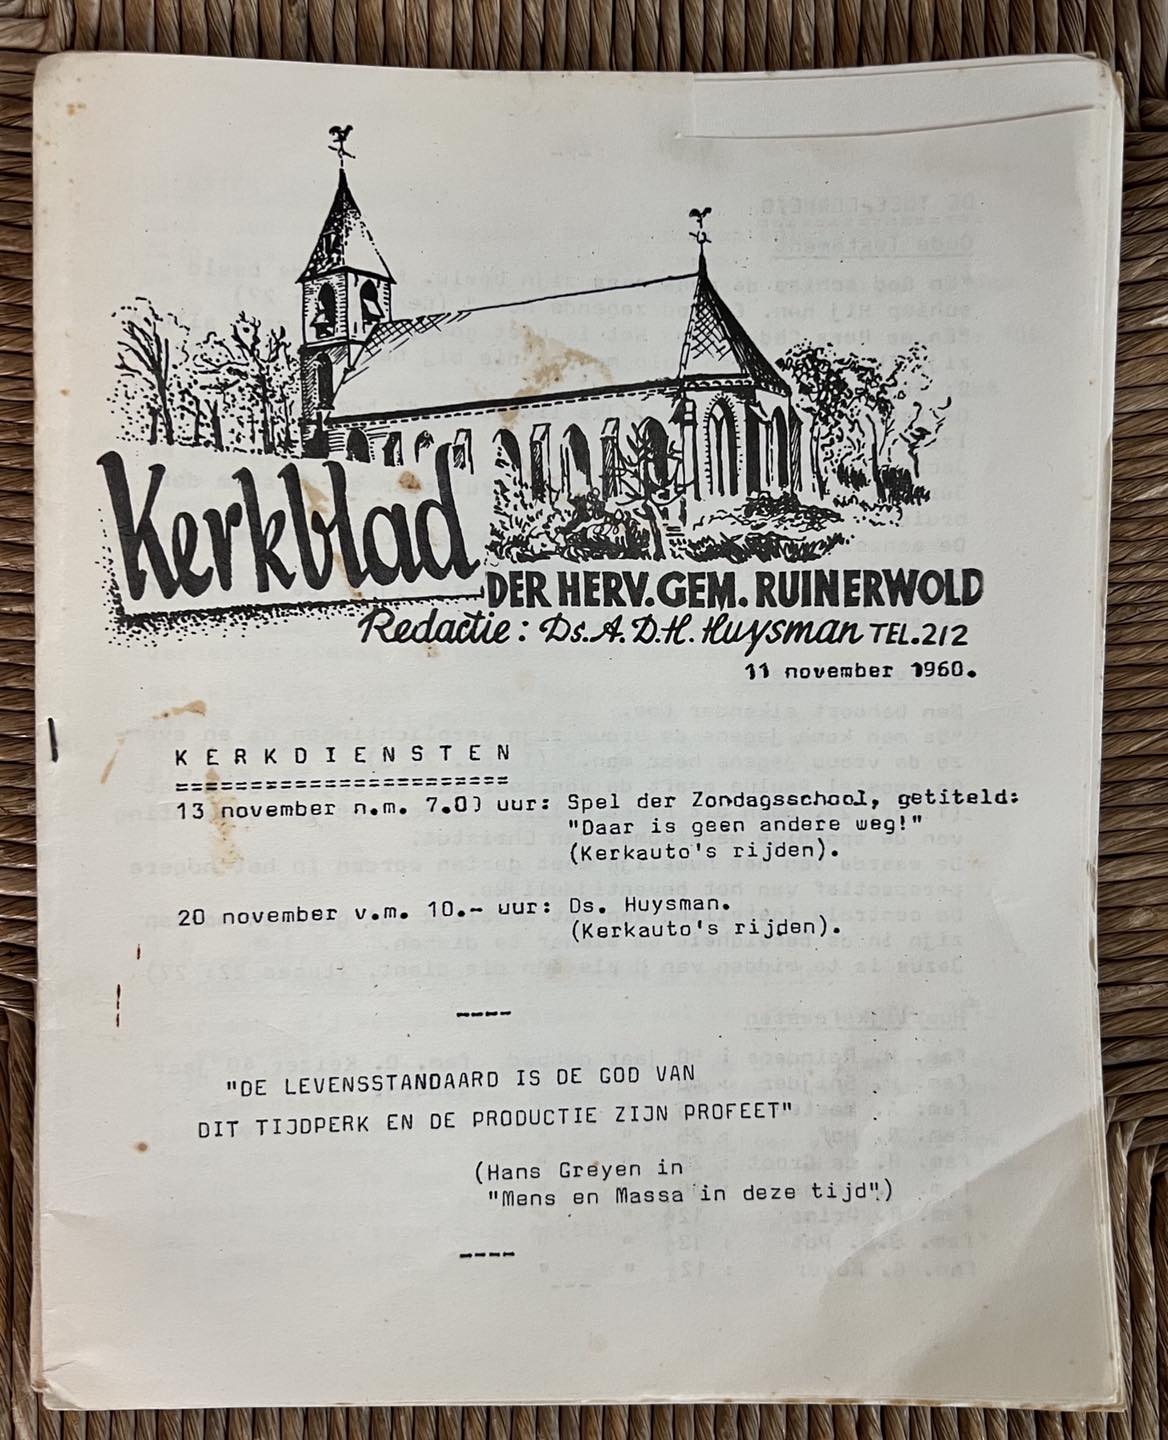 Kerkblad
DER HERV. GEM. RUINERWOLD
Redactie: Ds. A. D. H. Huysman TEL. 212
11 november 1960.
K E R K D I E N S T E N
=======================
13 november n.m. 7.00 uur: Spel der Zondagsschool, getiteld:
"Daar is geen andere weg!"
(Kerkauto's rijden).
20 november v.m. 10.- uur: Ds. Huysman.
(Kerkauto's rijden).
----
"DE LEVENSSTANDAARD IS DE GOD VAN
DIT TIJDPERK EN DE PRODUCTIE ZIJN PROFEET"
(Hans Greyen in
"Mens en Massa in deze tijd")
----